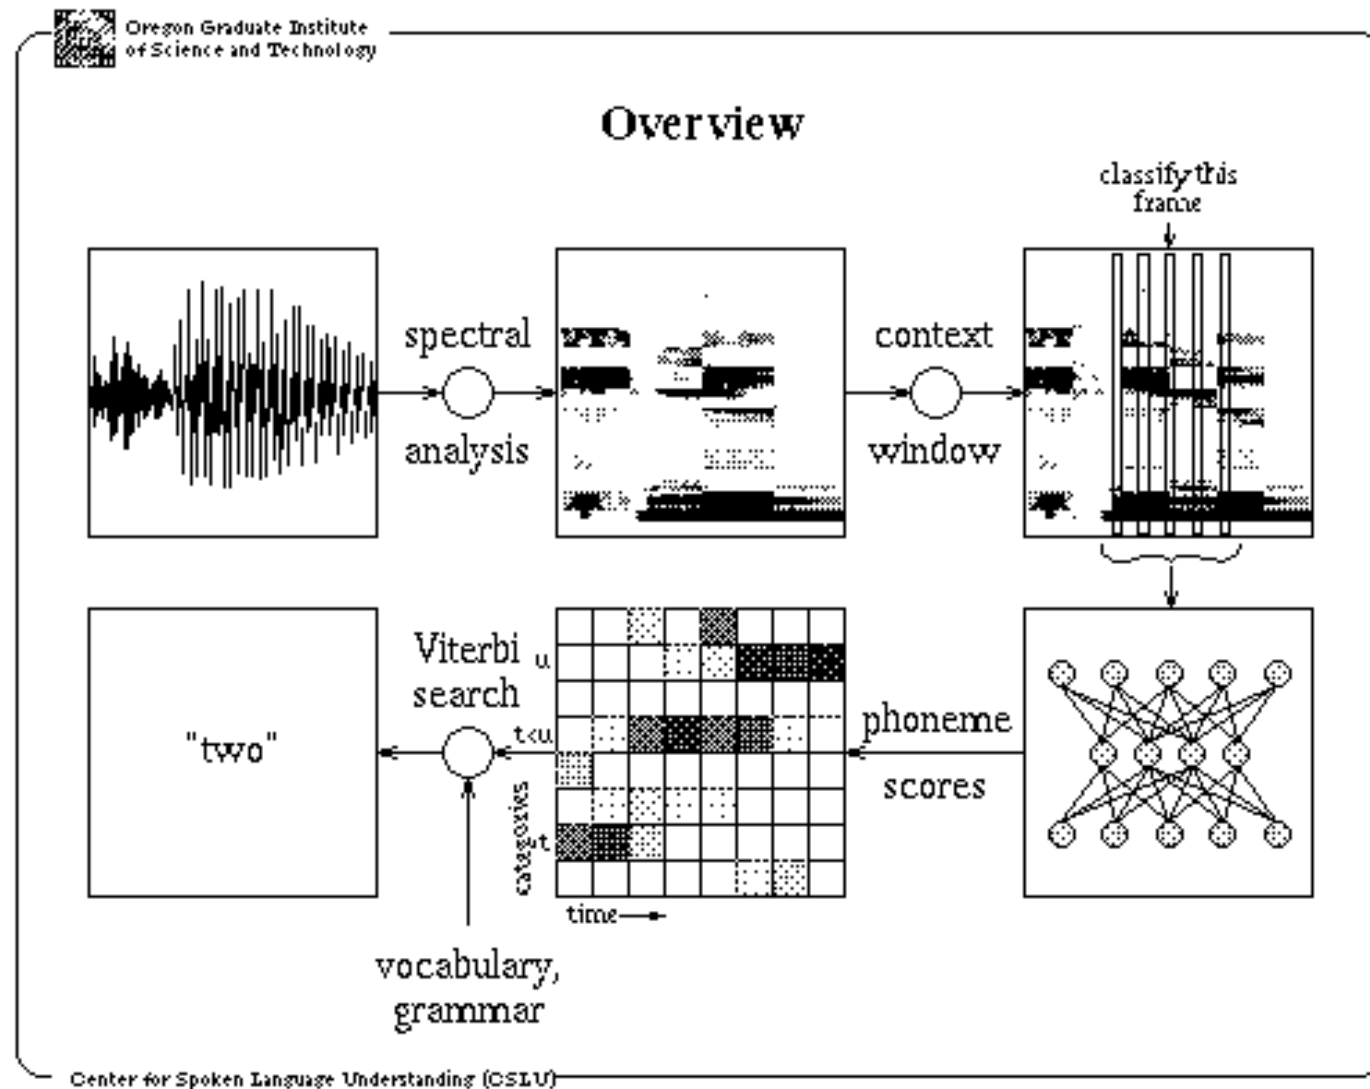 Oregon Graduate Institute
of Science and Technology
Overview
classify this
frame
spectral
analysis
context
window
Viterbi
search
u
t<u
t
categories
time
phoneme
scores
"two"
vocabulary,
grammar
Center for Spoken Language Understanding (CSLU)